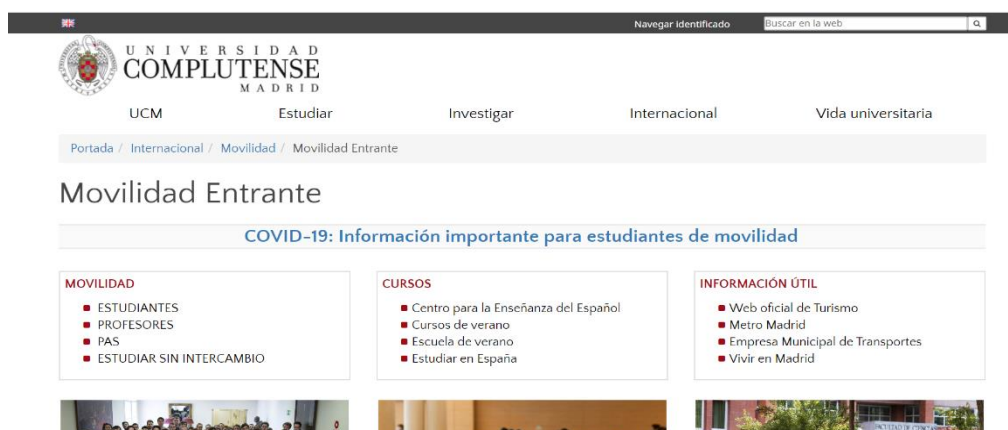 Navegar identificado
Buscar en la web
UNIVERSIDAD
COMPLUTENSE
MADRID
UCM
Estudiar
Investigar
Internacional
Vida universitaria
Portada / Internacional / Movilidad / Movilidad Entrante
Movilidad Entrante
COVID-19: Información importante para estudiantes de movilidad
MOVILIDAD
ESTUDIANTES
PROFESORES
PAS
ESTUDIAR SIN INTERCAMBIO
CURSOS
Centro para la Enseñanza del Español
Cursos de verano
Escuela de verano
Estudiar en España
INFORMACIÓN ÚTIL
Web oficial de Turismo
Metro Madrid
Empresa Municipal de Transportes
Vivir en Madrid